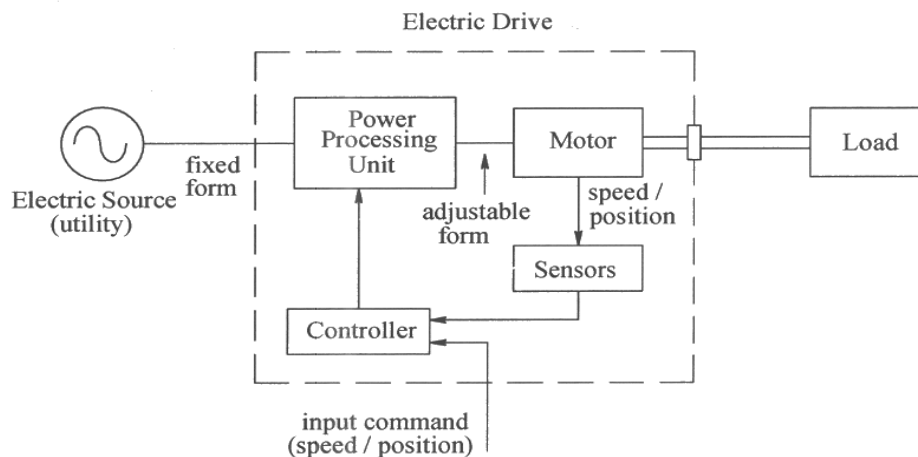 Electric Drive
Power
Processing
Unit
Motor
Load
fixed
form
Electric Source
(utility)
adjustable
form
speed /
position
Sensors
Controller
input command
(speed / position)